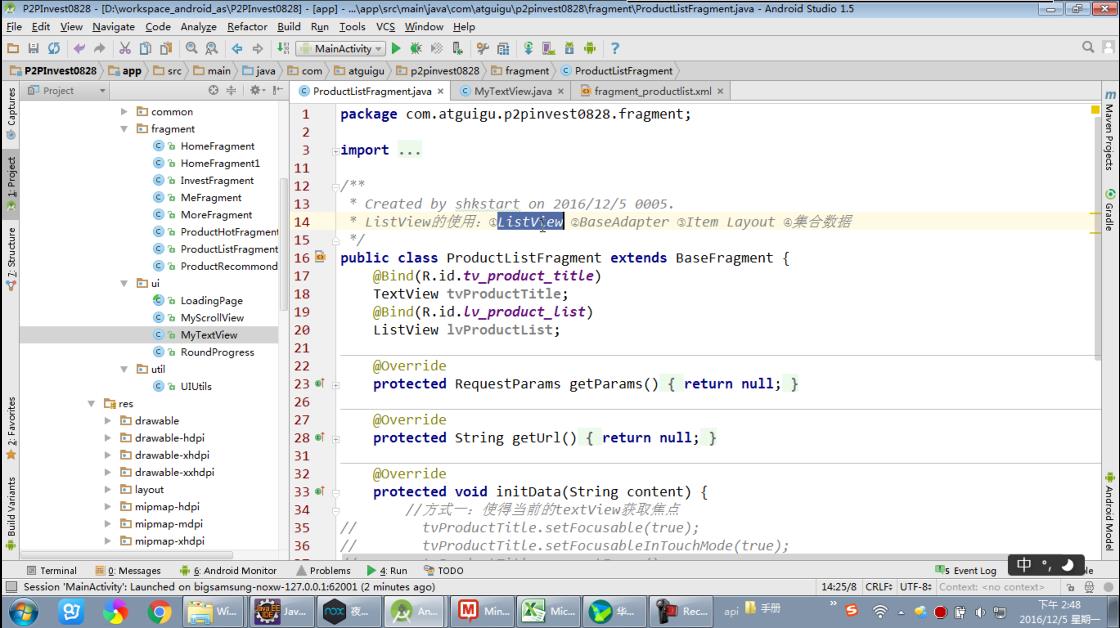 P2PInvest0828 - [D:\workspace_android_as\P2PInvest0828] - [app] - ...\app\src\main\java\com\atguigu\p2pinvest0828\fragment\ProductListFragment.java - Android Studio 1.5
File Edit View Navigate Code Analyze Refactor Build Run Tools VCS Window Help
MainActivity
P2PInvest0828 app src main java com atguigu p2pinvest0828 fragment ProductListFragment
Project
ProductListFragment.java MyTextView.java fragment_productlist.xml
Captures
1: Project
7: Structure
2: Favorites
Build Variants
common
fragment
HomeFragment
HomeFragment1
InvestFragment
MeFragment
MoreFragment
ProductHotFragment
ProductListFragment
ProductRecommond
ui
LoadingPage
MyScrollView
MyTextView
RoundProgress
util
UIUtils
res
drawable
drawable-hdpi
drawable-xhdpi
drawable-xxhdpi
layout
mipmap-hdpi
mipmap-mdpi
mipmap-xhdpi
1 package com.atguigu.p2pinvest0828.fragment;
2
3 import ...
11
12 /**
13 * Created by shkstart on 2016/12/5 0005.
14 * ListView的使用：①ListView ②BaseAdapter ③Item Layout ④集合数据
15 */
16 public class ProductListFragment extends BaseFragment {
17 @Bind(R.id.tv_product_title)
18 TextView tvProductTitle;
19 @Bind(R.id.lv_product_list)
20 ListView lvProductList;
21
22 @Override
23 protected RequestParams getParams() { return null; }
26
27 @Override
28 protected String getUrl() { return null; }
31
32 @Override
33 protected void initData(String content) {
34 //方式一：使得当前的textView获取焦点
35 // tvProductTitle.setFocusable(true);
36 // tvProductTitle.setFocusableInTouchMode(true);
Maven Projects
Gradle
Android Model
Terminal 0: Messages 6: Android Monitor Problems 4: Run TODO
5 Event Log
中
Session 'MainActivity': Launched on bigsamsung-noxw-127.0.0.1:62001 (2 minutes ago)
14:25/8 CRLF÷ UTF-8÷ Context: <no context>
Wi... Jav... 夜... An... Min... Mic... 华... Rec... api 手册
下午 2:48
2016/12/5 星期一